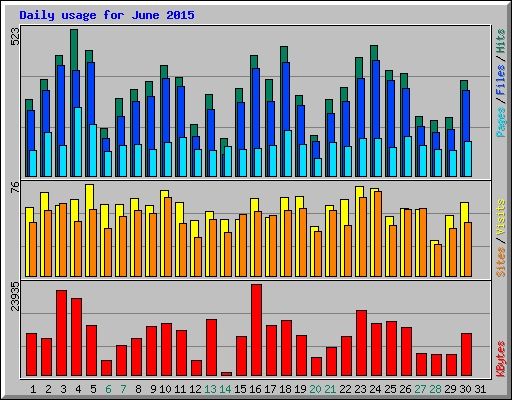 Daily usage for June 2015
523
Pages / Files / Hits
76
Sites / Visits
23935
KBytes
1 2 3 4 5 6 7 8 9 10 11 12 13 14 15 16 17 18 19 20 21 22 23 24 25 26 27 28 29 30 31